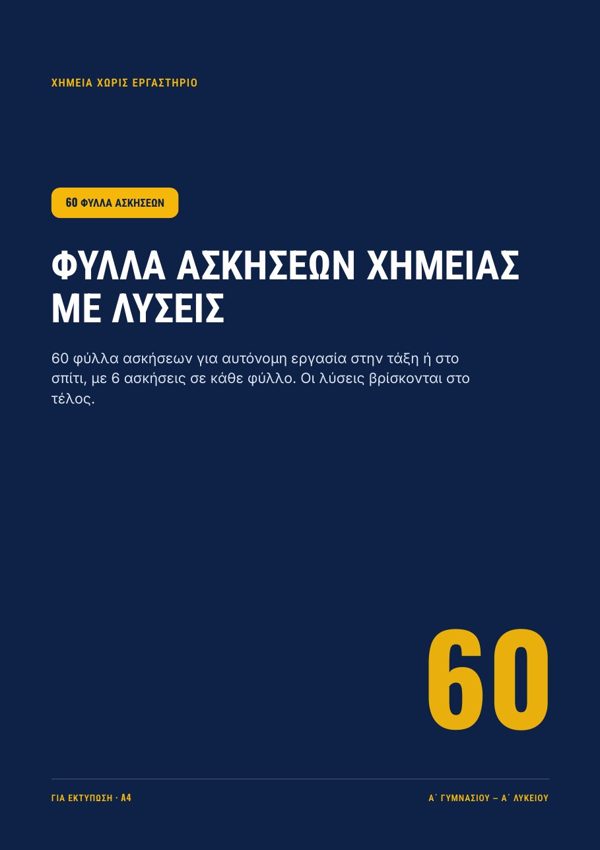 ΧΗΜΕΙΑ ΧΩΡΙΣ ΕΡΓΑΣΤΗΡΙΟ
60 ΦΥΛΛΑ ΑΣΚΗΣΕΩΝ
ΦΥΛΛΑ ΑΣΚΗΣΕΩΝ ΧΗΜΕΙΑΣ
ΜΕ ΛΥΣΕΙΣ
60 φύλλα ασκήσεων για αυτόνομη εργασία στην τάξη ή στο
σπίτι, με 6 ασκήσεις σε κάθε φύλλο. Οι λύσεις βρίσκονται στο
τέλος.
60
ΓΙΑ ΕΚΤΥΠΩΣΗ · A4
Α΄ ΓΥΜΝΑΣΙΟΥ – Α΄ ΛΥΚΕΙΟΥ